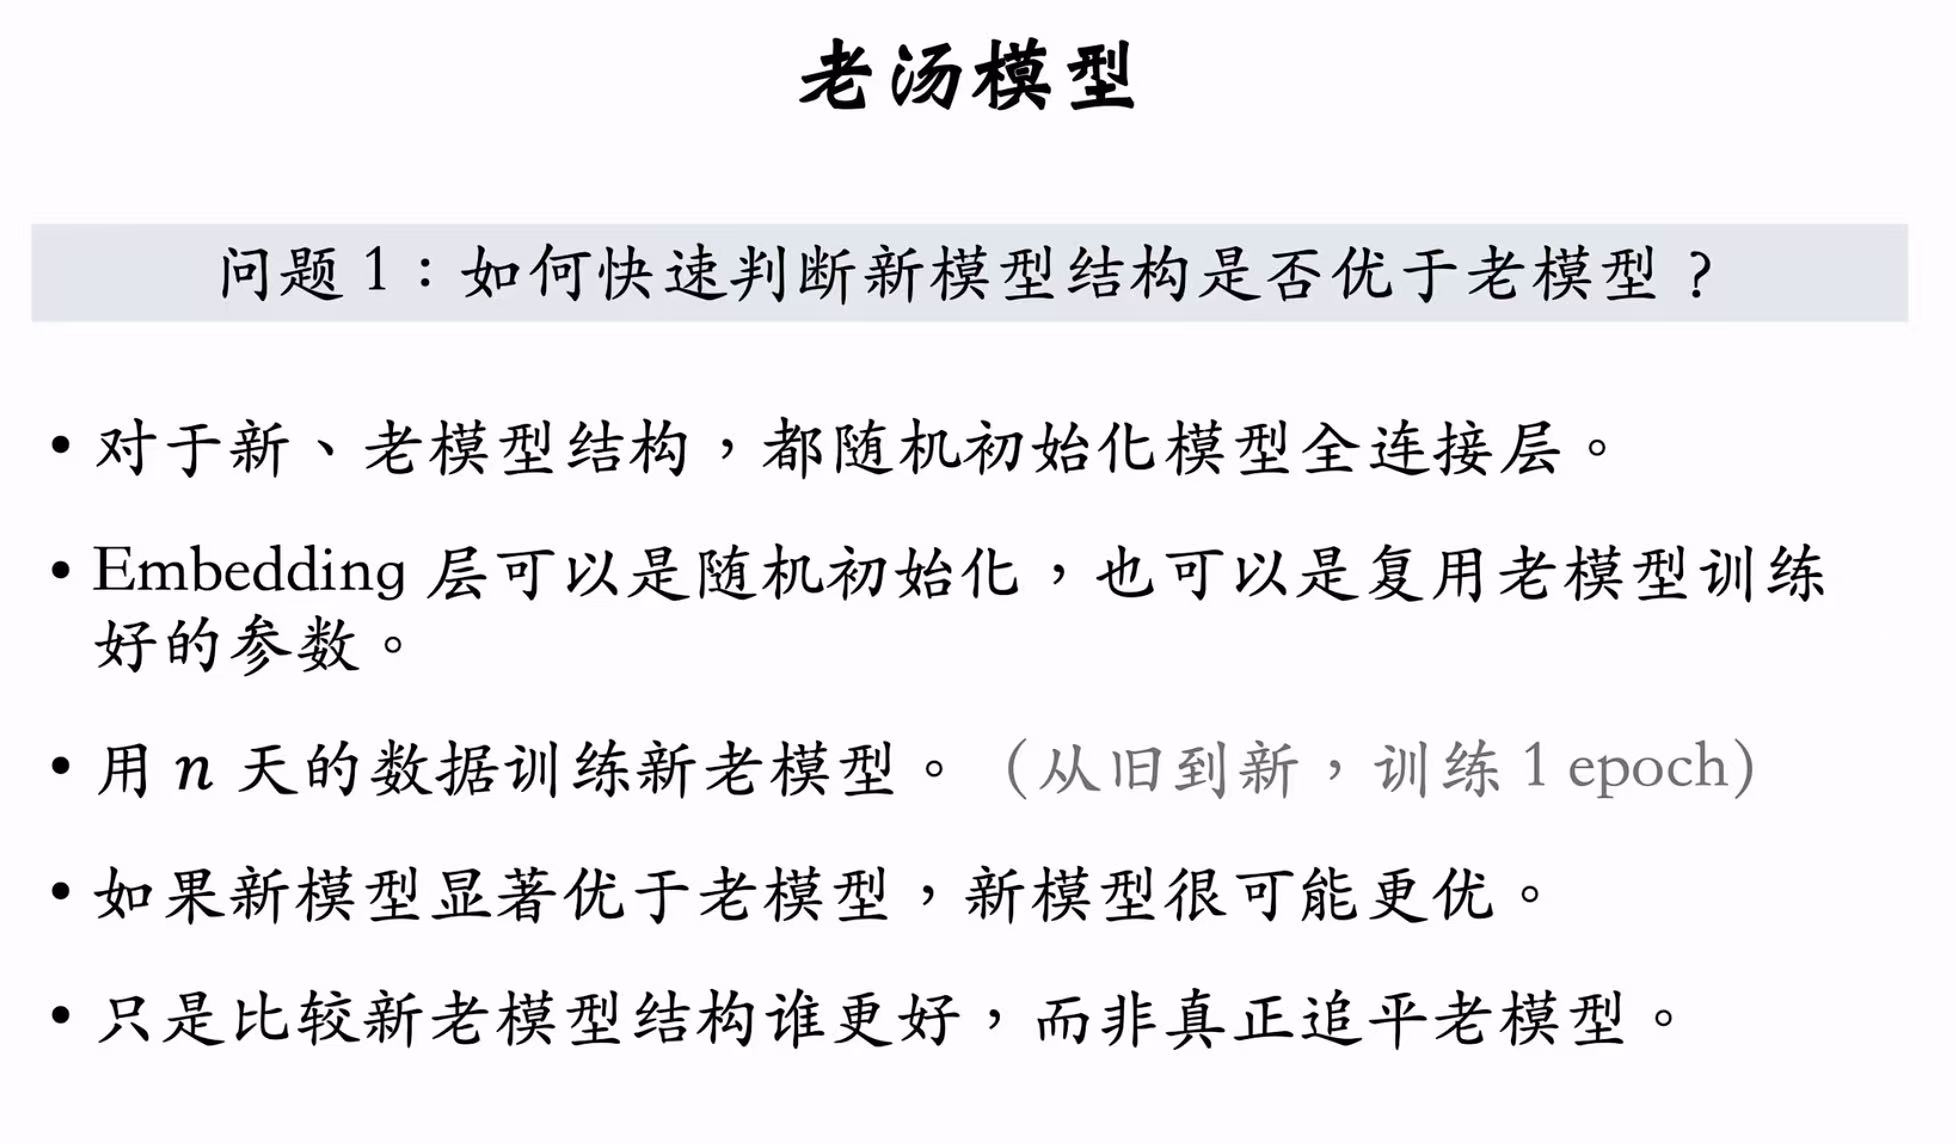 老汤模型
问题 1：如何快速判断新模型结构是否优于老模型？
• 对于新、老模型结构，都随机初始化模型全连接层。
• Embedding 层可以是随机初始化，也可以是复用老模型训练
好的参数。
• 用 n 天的数据训练新老模型。（从旧到新，训练 1 epoch）
• 如果新模型显著优于老模型，新模型很可能更优。
• 只是比较新老模型结构谁更好，而非真正追平老模型。